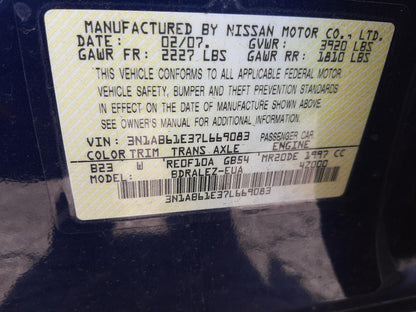 MANUFACTURED BY NISSAN MOTOR CO., LTD.
DATE: 02/07. GVWR: 3920 LBS
GAWR FR: 2227 LBS GAWR RR: 1810 LBS
THIS VEHICLE CONFORMS TO ALL APPLICABLE FEDERAL MOTOR
VEHICLE SAFETY, BUMPER AND THEFT PREVENTION STANDARDS
IN EFFECT ON THE DATE OF MANUFACTURE SHOWN ABOVE.
SEE OWNER'S MANUAL FOR ADDITIONAL INFORMATION.
VIN: 3N1AB61E37L669083 PASSENGER CAR
COLOR TRIM TRANS AXLE ENGINE
B23 W RE0F10A GB54 MR20DE 1997 CC
MODEL: BDRALEZ-EUA 47000
3N1AB61E37L669083